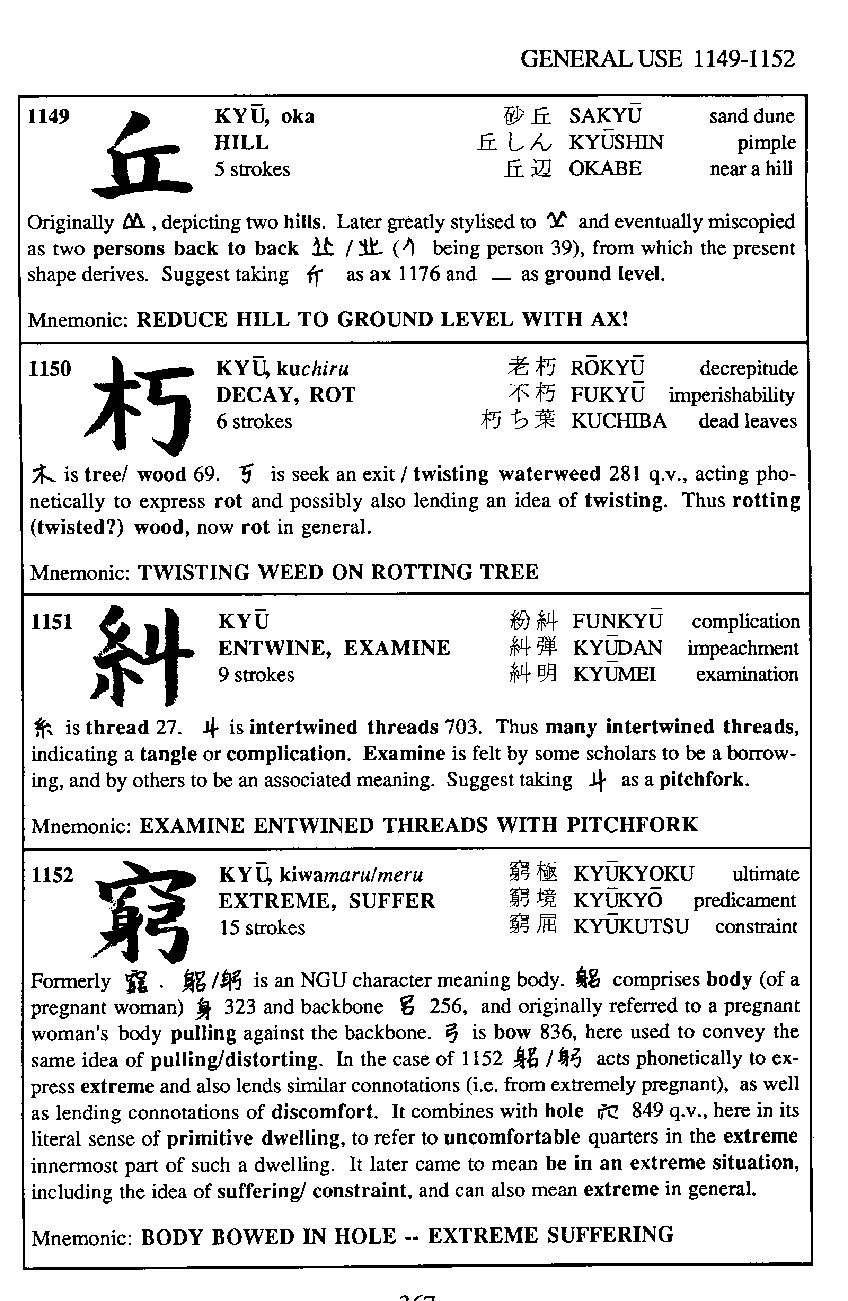 GENERAL USE 1149-1152
1149 丘 KYŪ, oka 砂丘 SAKYŪ sand dune
HILL 丘しん KYŪSHIN pimple
5 strokes 丘辺 OKABE near a hill
Originally , depicting two hills. Later greatly stylised to and eventually miscopied
as two persons back to back / ( being person 39), from which the present
shape derives. Suggest taking as ax 1176 and 一 as ground level.
Mnemonic: REDUCE HILL TO GROUND LEVEL WITH AX!
1150 朽 KYŪ, kuchiru 老朽 RŌKYŪ decrepitude
DECAY, ROT 不朽 FUKYŪ imperishability
6 strokes 朽ち葉 KUCHIBA dead leaves
木 is tree/ wood 69. 丂 is seek an exit / twisting waterweed 281 q.v., acting pho-
netically to express rot and possibly also lending an idea of twisting. Thus rotting
(twisted?) wood, now rot in general.
Mnemonic: TWISTING WEED ON ROTTING TREE
1151 糾 KYŪ 紛糾 FUNKYŪ complication
ENTWINE, EXAMINE 糾弾 KYŪDAN impeachment
9 strokes 糾明 KYŪMEI examination
糸 is thread 27. 丩 is intertwined threads 703. Thus many intertwined threads,
indicating a tangle or complication. Examine is felt by some scholars to be a borrow-
ing, and by others to be an associated meaning. Suggest taking 丩 as a pitchfork.
Mnemonic: EXAMINE ENTWINED THREADS WITH PITCHFORK
1152 窮 KYŪ, kiwamaru/meru 窮極 KYŪKYOKU ultimate
EXTREME, SUFFER 窮境 KYŪKYŌ predicament
15 strokes 窮屈 KYŪKUTSU constraint
Formerly 竆 . 躳/躬 is an NGU character meaning body. 躳 comprises body (of a
pregnant woman) 身 323 and backbone 呂 256, and originally referred to a pregnant
woman's body pulling against the backbone. 弓 is bow 836, here used to convey the
same idea of pulling/distorting. In the case of 1152 躳/躬 acts phonetically to ex-
press extreme and also lends similar connotations (i.e. from extremely pregnant), as well
as lending connotations of discomfort. It combines with hole 穴 849 q.v., here in its
literal sense of primitive dwelling, to refer to uncomfortable quarters in the extreme
innermost part of such a dwelling. It later came to mean be in an extreme situation,
including the idea of suffering/ constraint, and can also mean extreme in general.
Mnemonic: BODY BOWED IN HOLE -- EXTREME SUFFERING